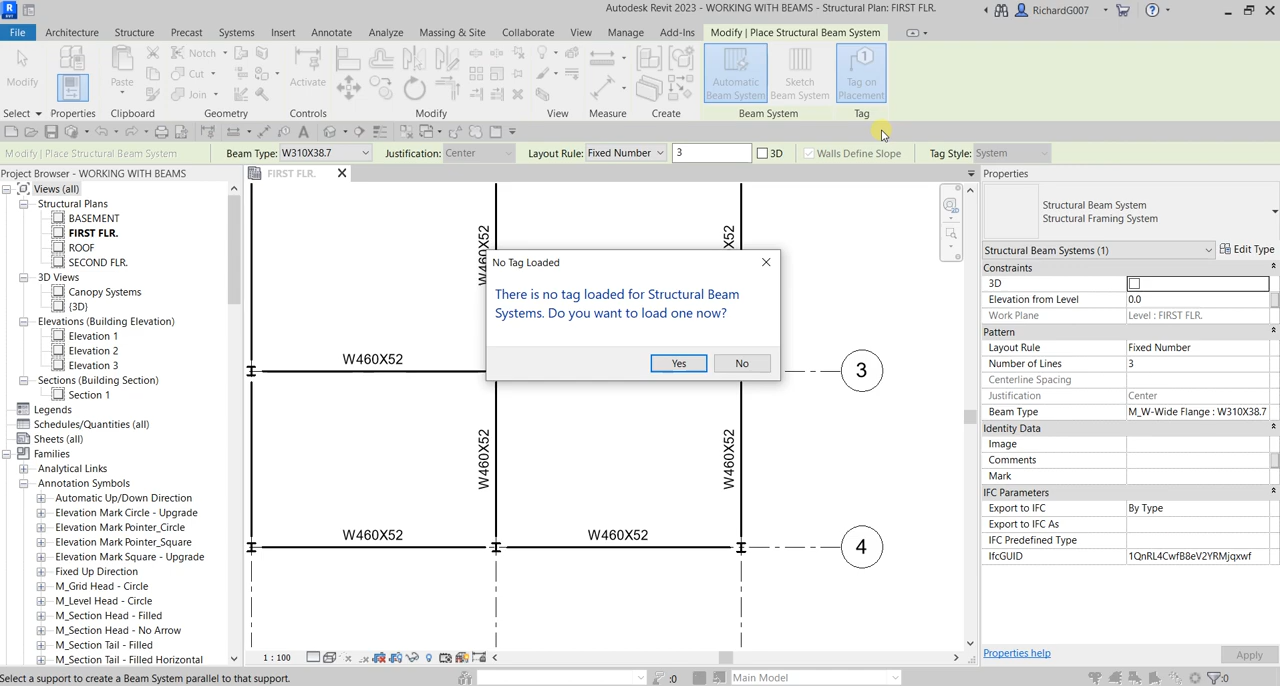 Autodesk Revit 2023 - WORKING WITH BEAMS - Structural Plan: FIRST FLR.
RichardG007
File Architecture Structure Precast Systems Insert Annotate Analyze Massing & Site Collaborate View Manage Add-Ins Modify | Place Structural Beam System
Modify
Paste
Notch
Cut
Join
Activate
Automatic Beam System
Sketch Beam System
Tag on Placement
Select Properties Clipboard Geometry Controls Modify View Measure Create Beam System Tag
Modify | Place Structural Beam System Beam Type: W310X38.7 Justification: Center Layout Rule: Fixed Number 3 3D Walls Define Slope Tag Style: System
Project Browser - WORKING WITH BEAMS
Views (all)
Structural Plans
BASEMENT
FIRST FLR.
ROOF
SECOND FLR.
3D Views
Canopy Systems
{3D}
Elevations (Building Elevation)
Elevation 1
Elevation 2
Elevation 3
Sections (Building Section)
Section 1
Legends
Schedules/Quantities (all)
Sheets (all)
Families
Analytical Links
Annotation Symbols
Automatic Up/Down Direction
Elevation Mark Circle - Upgrade
Elevation Mark Pointer_Circle
Elevation Mark Pointer_Square
Elevation Mark Square - Upgrade
Fixed Up Direction
M_Grid Head - Circle
M_Level Head - Circle
M_Section Head - Filled
M_Section Head - No Arrow
M_Section Tail - Filled
M_Section Tail - Filled Horizontal
FIRST FLR.
W460X52
W460X52
No Tag Loaded
There is no tag loaded for Structural Beam
Systems. Do you want to load one now?
Yes No
W460X52
3
W460X52
W460X52
W460X52
W460X52
4
1 : 100
Properties
Structural Beam System
Structural Framing System
Structural Beam Systems (1) Edit Type
Constraints
3D
Elevation from Level 0.0
Work Plane Level : FIRST FLR.
Pattern
Layout Rule Fixed Number
Number of Lines 3
Centerline Spacing
Justification Center
Beam Type M_W-Wide Flange : W310X38.7
Identity Data
Image
Comments
Mark
IFC Parameters
Export to IFC By Type
Export to IFC As
IFC Predefined Type
IfcGUID 1QnRL4CwfB8eV2YRMjqxwf
Properties help Apply
Select a support to create a Beam System parallel to that support. :0 Main Model :0